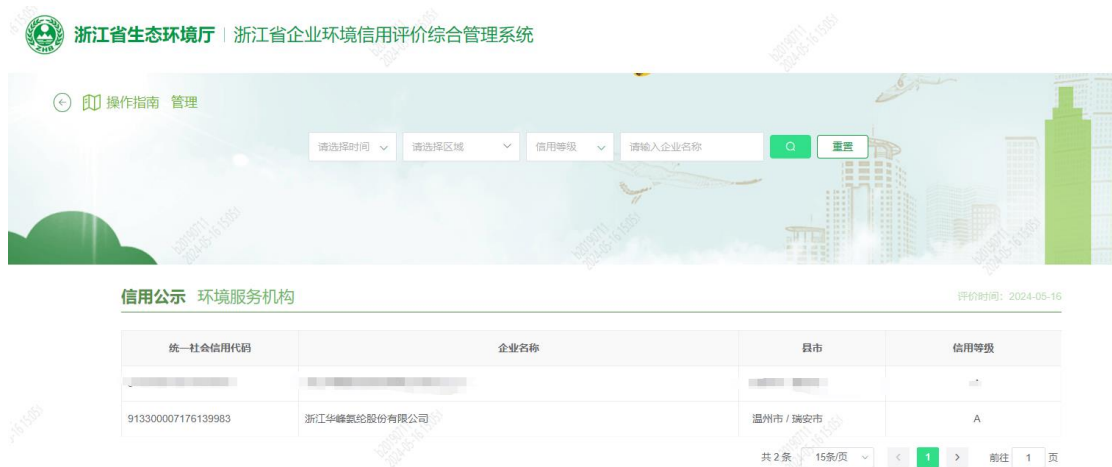 浙江省生态环境厅 浙江省企业环境信用评价综合管理系统
操作指南 管理
请选择时间 请选择区域 信用等级 请输入企业名称 重置
信用公示 环境服务机构 评价时间：2024-05-16
统一社会信用代码 企业名称 县市 信用等级
913300007176139983 浙江华峰氨纶股份有限公司 温州市 / 瑞安市 A
共 2 条 15条/页 1 前往 1 页